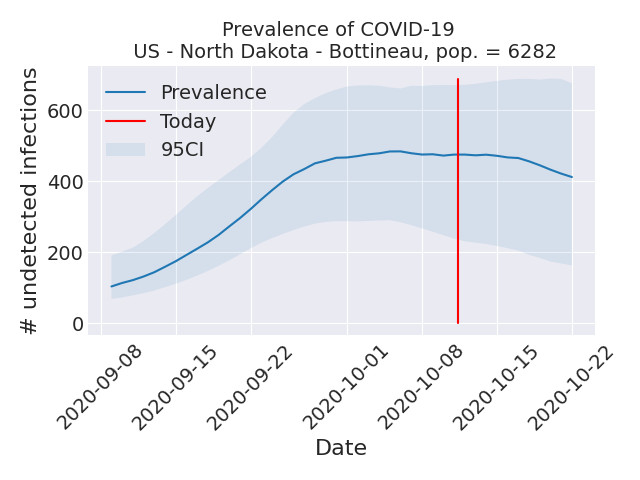 Prevalence of COVID-19
US - North Dakota - Bottineau, pop. = 6282
# undetected infections
600
400
200
0
Prevalence
Today
95CI
2020-09-08
2020-09-15
2020-09-22
2020-10-01
2020-10-08
2020-10-15
2020-10-22
Date